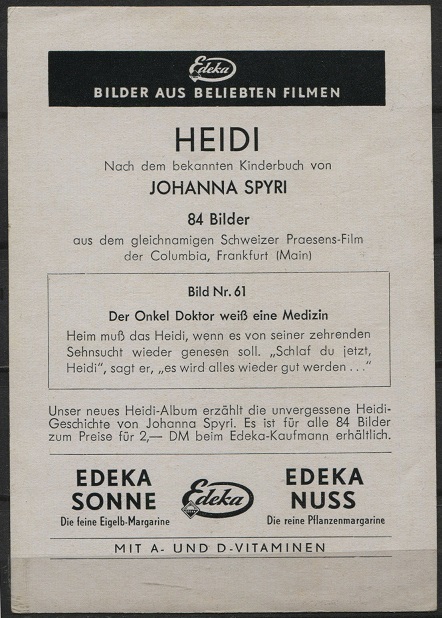 Edeka
BILDER AUS BELIEBTEN FILMEN
HEIDI
Nach dem bekannten Kinderbuch von
JOHANNA SPYRI
84 Bilder
aus dem gleichnamigen Schweizer Praesens-Film
der Columbia, Frankfurt (Main)
Bild Nr. 61
Der Onkel Doktor weiß eine Medizin
Heim muß das Heidi, wenn es von seiner zehrenden
Sehnsucht wieder genesen soll. „Schlaf du jetzt,
Heidi", sagt er, „es wird alles wieder gut werden . . ."
Unser neues Heidi-Album erzählt die unvergessene Heidi-
Geschichte von Johanna Spyri. Es ist für alle 84 Bilder
zum Preise für 2,— DM beim Edeka-Kaufmann erhältlich.
EDEKA
SONNE
Die feine Eigelb-Margarine
Edeka
EDEKA
NUSS
Die reine Pflanzenmargarine
MIT A- UND D-VITAMINEN